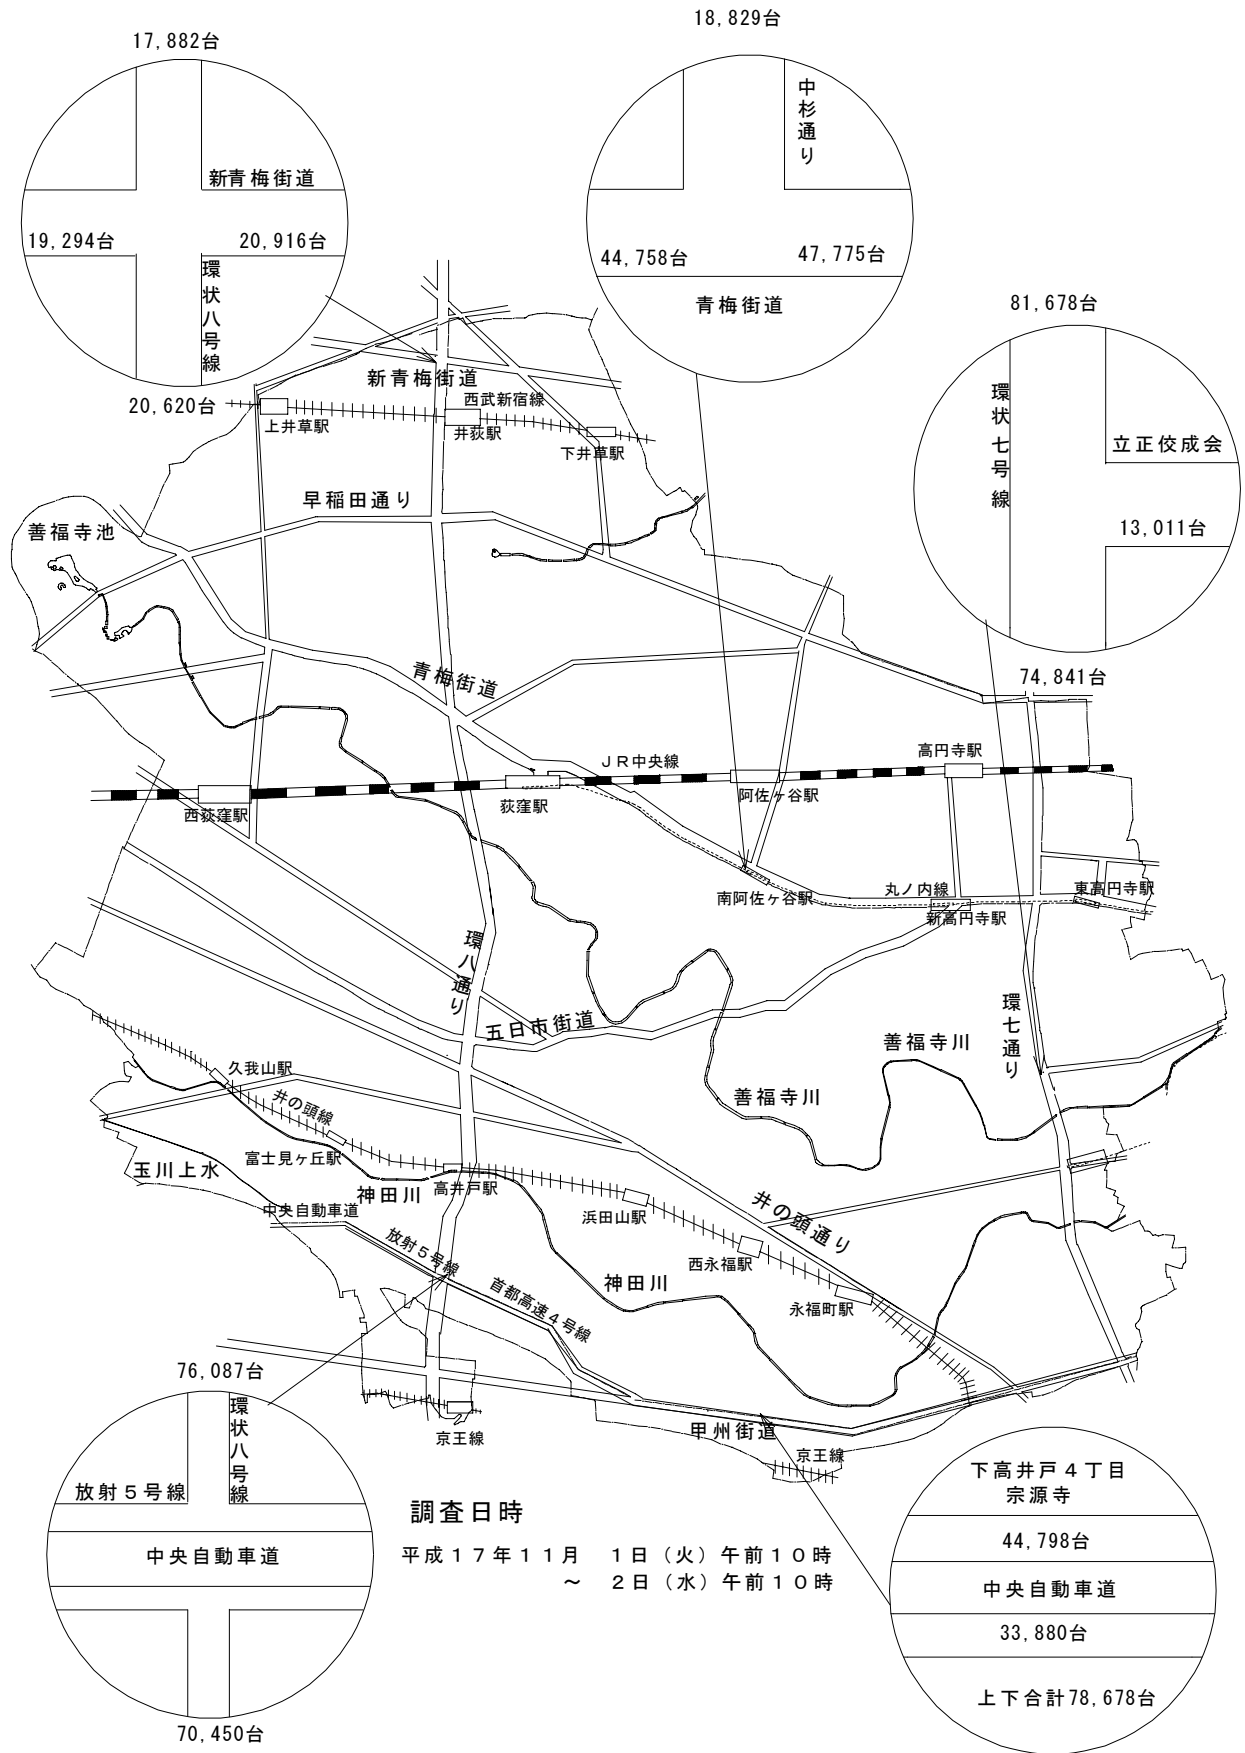 18,829台
17,882台
中杉通り
新青梅街道
19,294台
20,916台
環状八号線
44,758台
47,775台
青梅街道
81,678台
環状七号線
立正佼成会
13,011台
74,841台
新青梅街道
20,620台
西武新宿線
上井草駅
井荻駅
下井草駅
早稲田通り
善福寺池
青梅街道
JR中央線
高円寺駅
西荻窪駅
荻窪駅
阿佐ヶ谷駅
南阿佐ヶ谷駅
丸ノ内線
東高円寺駅
新高円寺駅
環八通り
五日市街道
環七通り
善福寺川
善福寺川
久我山駅
井の頭線
富士見ヶ丘駅
玉川上水
神田川
高井戸駅
浜田山駅
中央自動車道
放射5号線
首都高速4号線
井の頭通り
西永福駅
神田川
永福町駅
76,087台
環状八号線
放射5号線
中央自動車道
70,450台
京王線
甲州街道
京王線
調査日時
平成17年11月 1日(火)午前10時
~ 2日(水)午前10時
下高井戸4丁目
宗源寺
44,798台
中央自動車道
33,880台
上下合計78,678台